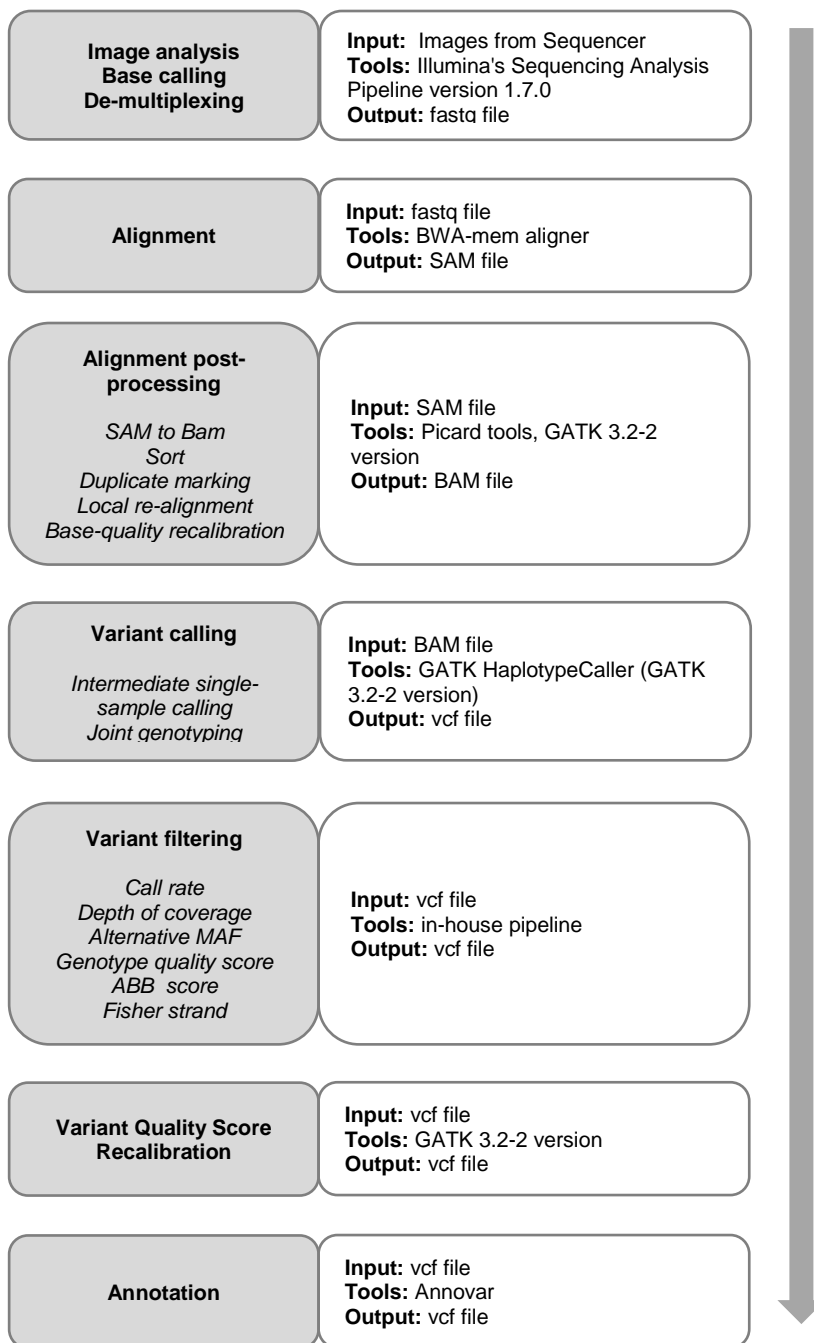 Image analysis
Base calling
De-multiplexing
Input: Images from Sequencer
Tools: Illumina's Sequencing Analysis
Pipeline version 1.7.0
Output: fastq file
Alignment
Input: fastq file
Tools: BWA-mem aligner
Output: SAM file
Alignment post-
processing
SAM to Bam
Sort
Duplicate marking
Local re-alignment
Base-quality recalibration
Input: SAM file
Tools: Picard tools, GATK 3.2-2
version
Output: BAM file
Variant calling
Intermediate single-
sample calling
Joint genotyping
Input: BAM file
Tools: GATK HaplotypeCaller (GATK
3.2-2 version)
Output: vcf file
Variant filtering
Call rate
Depth of coverage
Alternative MAF
Genotype quality score
ABB score
Fisher strand
Input: vcf file
Tools: in-house pipeline
Output: vcf file
Variant Quality Score
Recalibration
Input: vcf file
Tools: GATK 3.2-2 version
Output: vcf file
Annotation
Input: vcf file
Tools: Annovar
Output: vcf file